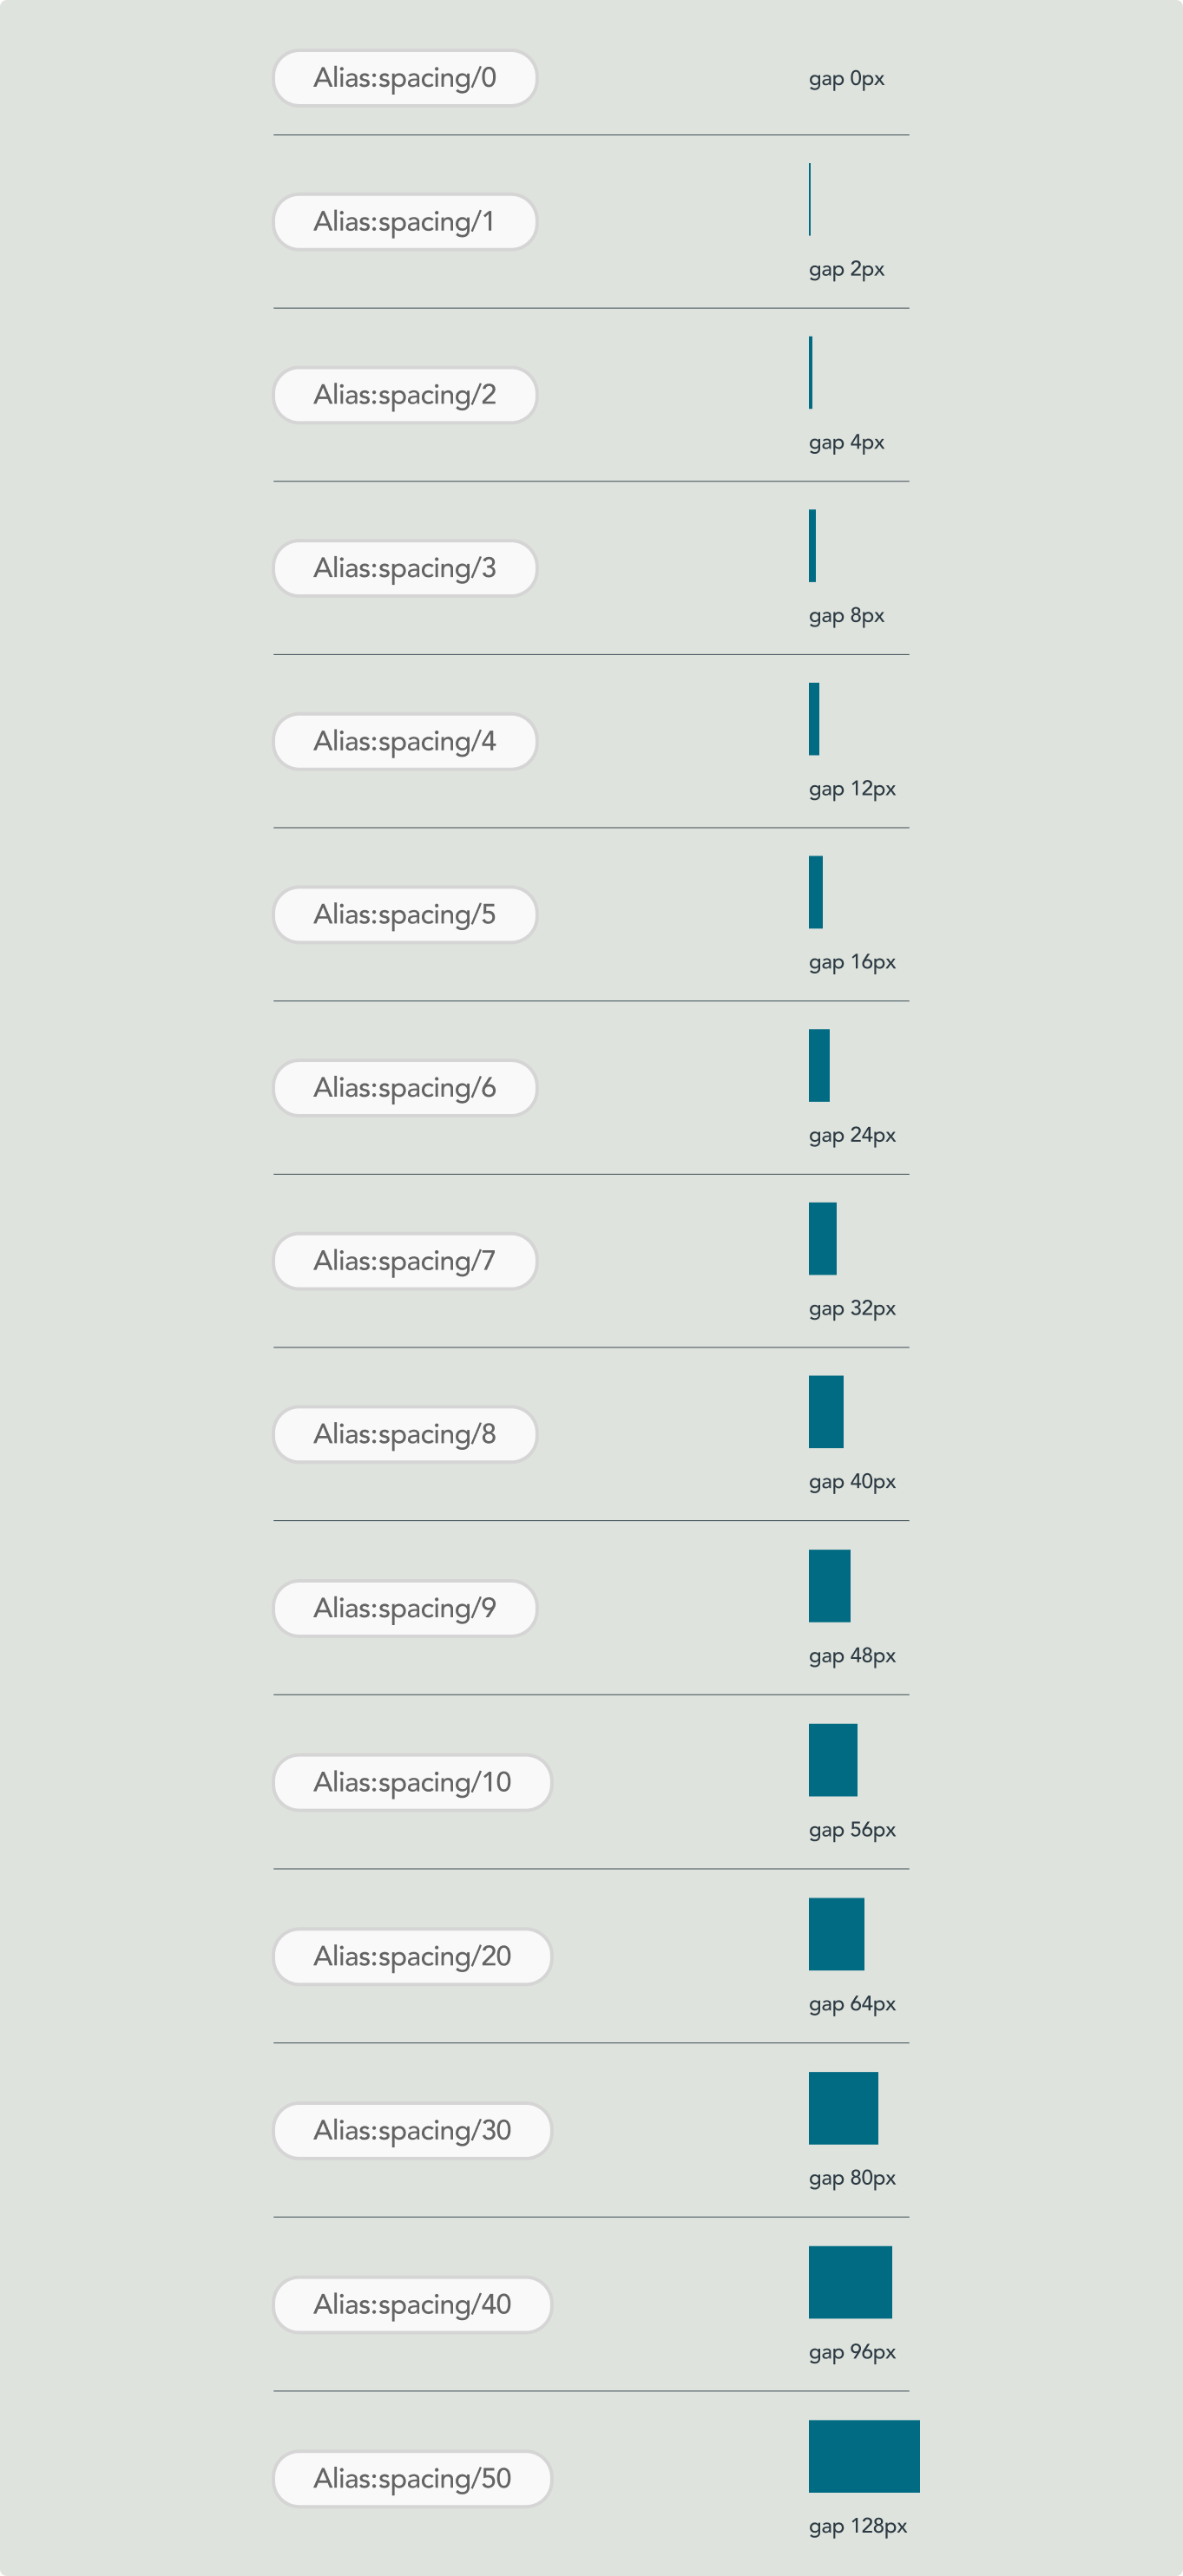 Alias:spacing/0
gap 0px
Alias:spacing/1
gap 2px
Alias:spacing/2
gap 4px
Alias:spacing/3
gap 8px
Alias:spacing/4
gap 12px
Alias:spacing/5
gap 16px
Alias:spacing/6
gap 24px
Alias:spacing/7
gap 32px
Alias:spacing/8
gap 40px
Alias:spacing/9
gap 48px
Alias:spacing/10
gap 56px
Alias:spacing/20
gap 64px
Alias:spacing/30
gap 80px
Alias:spacing/40
gap 96px
Alias:spacing/50
gap 128px